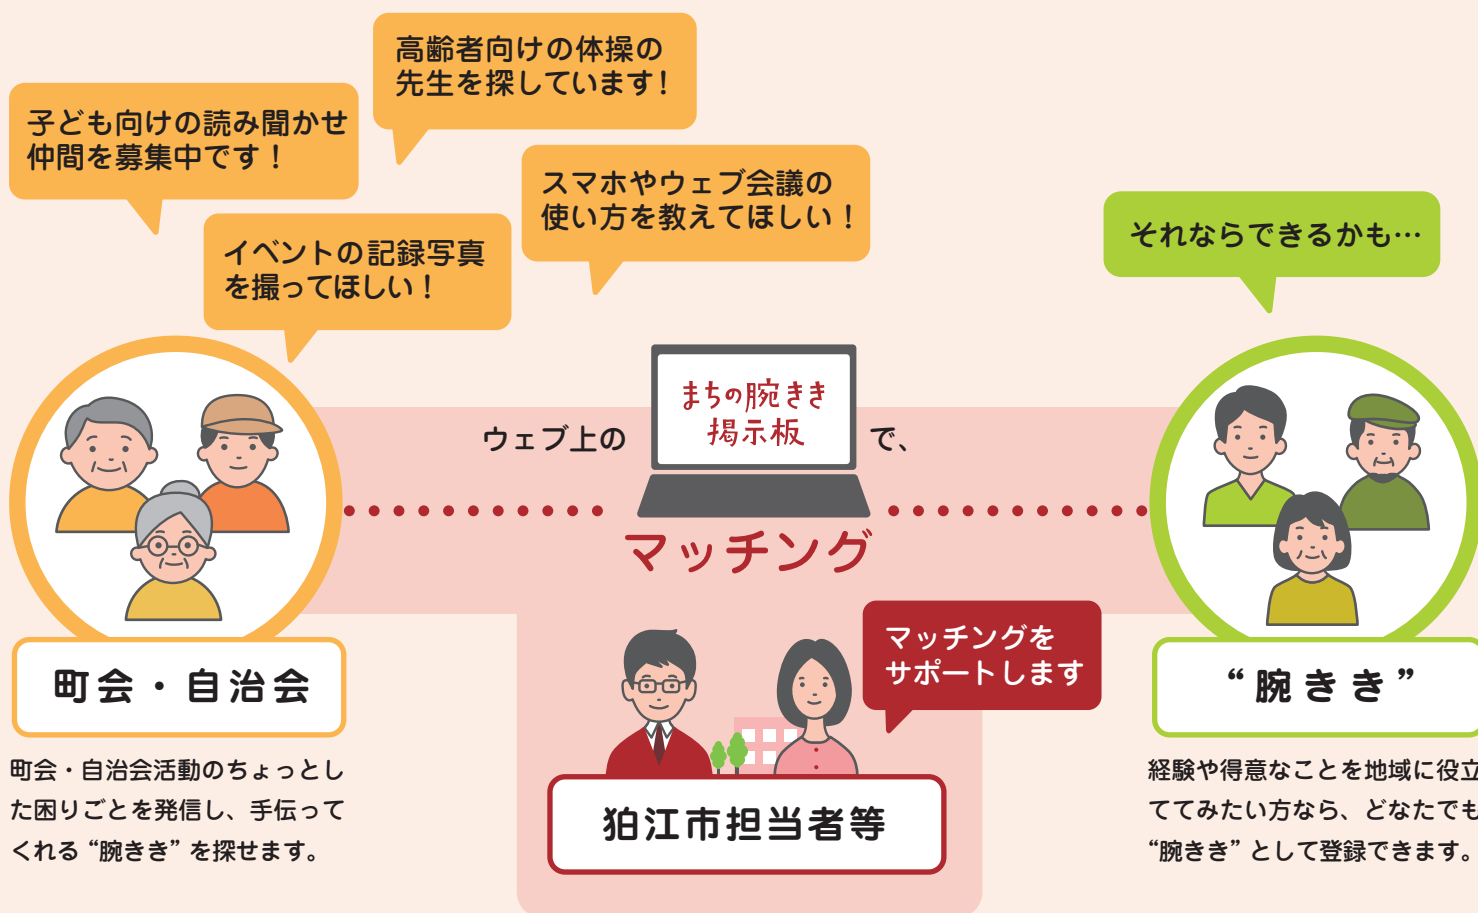 高齢者向けの体操の
先生を探しています！
子ども向けの読み聞かせ
仲間を募集中です！
スマホやウェブ会議の
使い方を教えてほしい！
イベントの記録写真
を撮ってほしい！
それならできるかも…
ウェブ上の
まちの腕きき
掲示板
で、
マッチング
マッチングを
サポートします
町会・自治会
町会・自治会活動のちょっとし
た困りごとを発信し、手伝って
くれる “腕きき” を探せます。
狛江市担当者等
“腕きき”
経験や得意なことを地域に役立
ててみたい方なら、どなたでも
“腕きき” として登録できます。